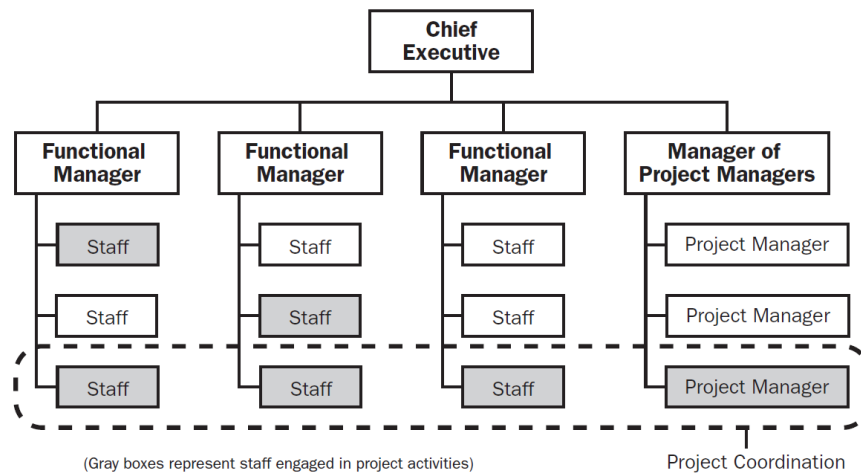 Chief
Executive
Functional
Manager
Functional
Manager
Functional
Manager
Manager of
Project Managers
Staff
Staff
Staff
Project Manager
Staff
Staff
Staff
Project Manager
Staff
Staff
Staff
Project Manager
(Gray boxes represent staff engaged in project activities)
Project Coordination